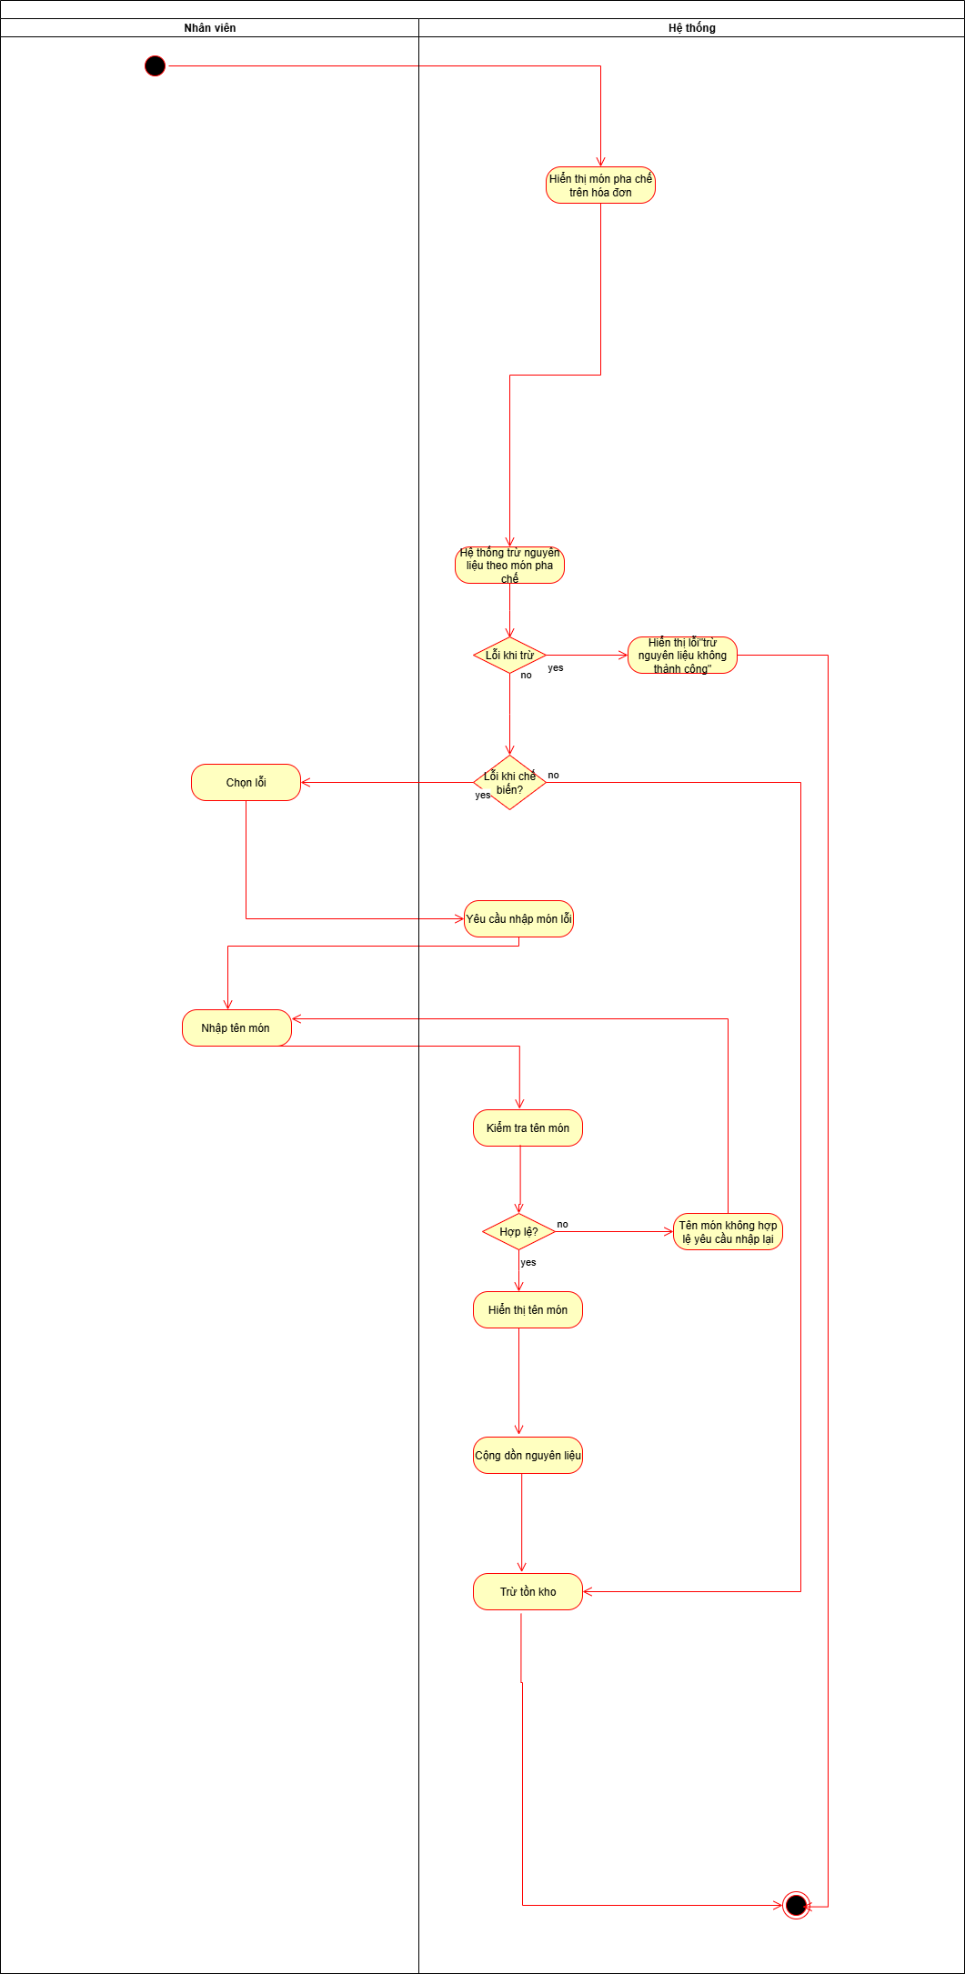 Nhân viên
Hệ thống
Hiển thị món pha chế
trên hóa đơn
Hệ thống trừ nguyên
liệu theo món pha
chế
Lỗi khi trừ
yes
no
Hiển thị lỗi"trừ
nguyên liệu không
thành công"
Chọn lỗi
Lỗi khi chế
biến?
no
yes
Yêu cầu nhập món lỗi
Nhập tên món
Kiểm tra tên món
Hợp lệ?
no
yes
Tên món không hợp
lệ yêu cầu nhập lại
Hiển thị tên món
Cộng dồn nguyên liệu
Trừ tồn kho